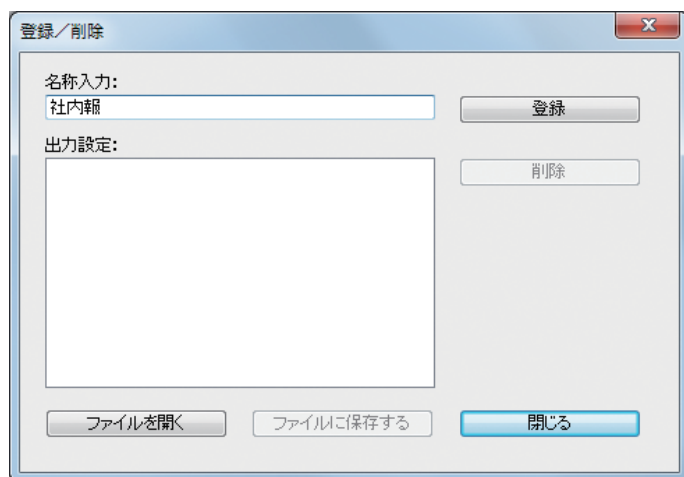 登録／削除
名称入力:
社内報
登録
出力設定:
削除
ファイルを開く
ファイルに保存する
閉じる